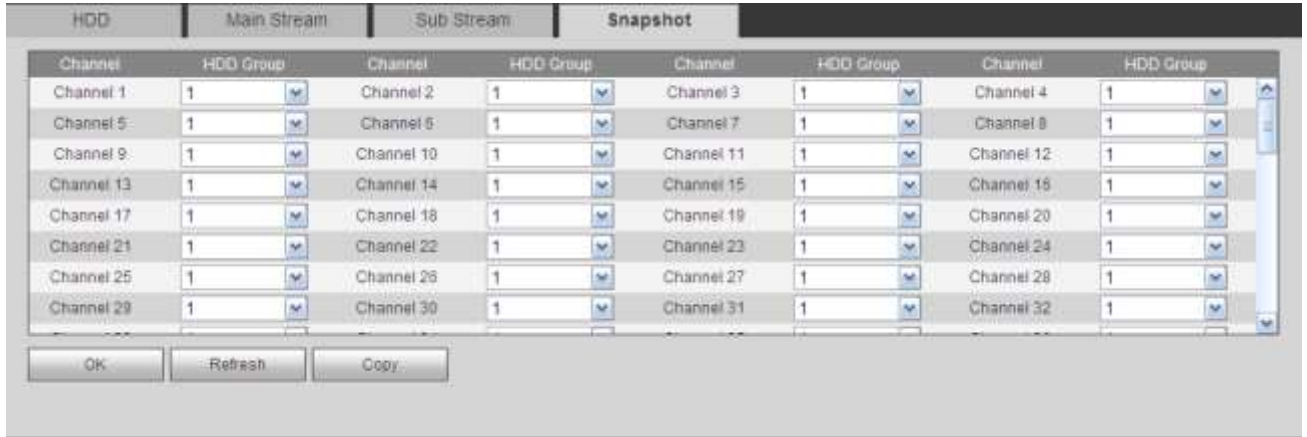 HDD Main Stream Sub Stream Snapshot
Channel HDD Group Channel HDD Group Channel HDD Group Channel HDD Group
Channel 1 1 Channel 2 1 Channel 3 1 Channel 4 1
Channel 5 1 Channel 6 1 Channel 7 1 Channel 8 1
Channel 9 1 Channel 10 1 Channel 11 1 Channel 12 1
Channel 13 1 Channel 14 1 Channel 15 1 Channel 16 1
Channel 17 1 Channel 18 1 Channel 19 1 Channel 20 1
Channel 21 1 Channel 22 1 Channel 23 1 Channel 24 1
Channel 25 1 Channel 26 1 Channel 27 1 Channel 28 1
Channel 29 1 Channel 30 1 Channel 31 1 Channel 32 1
OK Refresh Copy